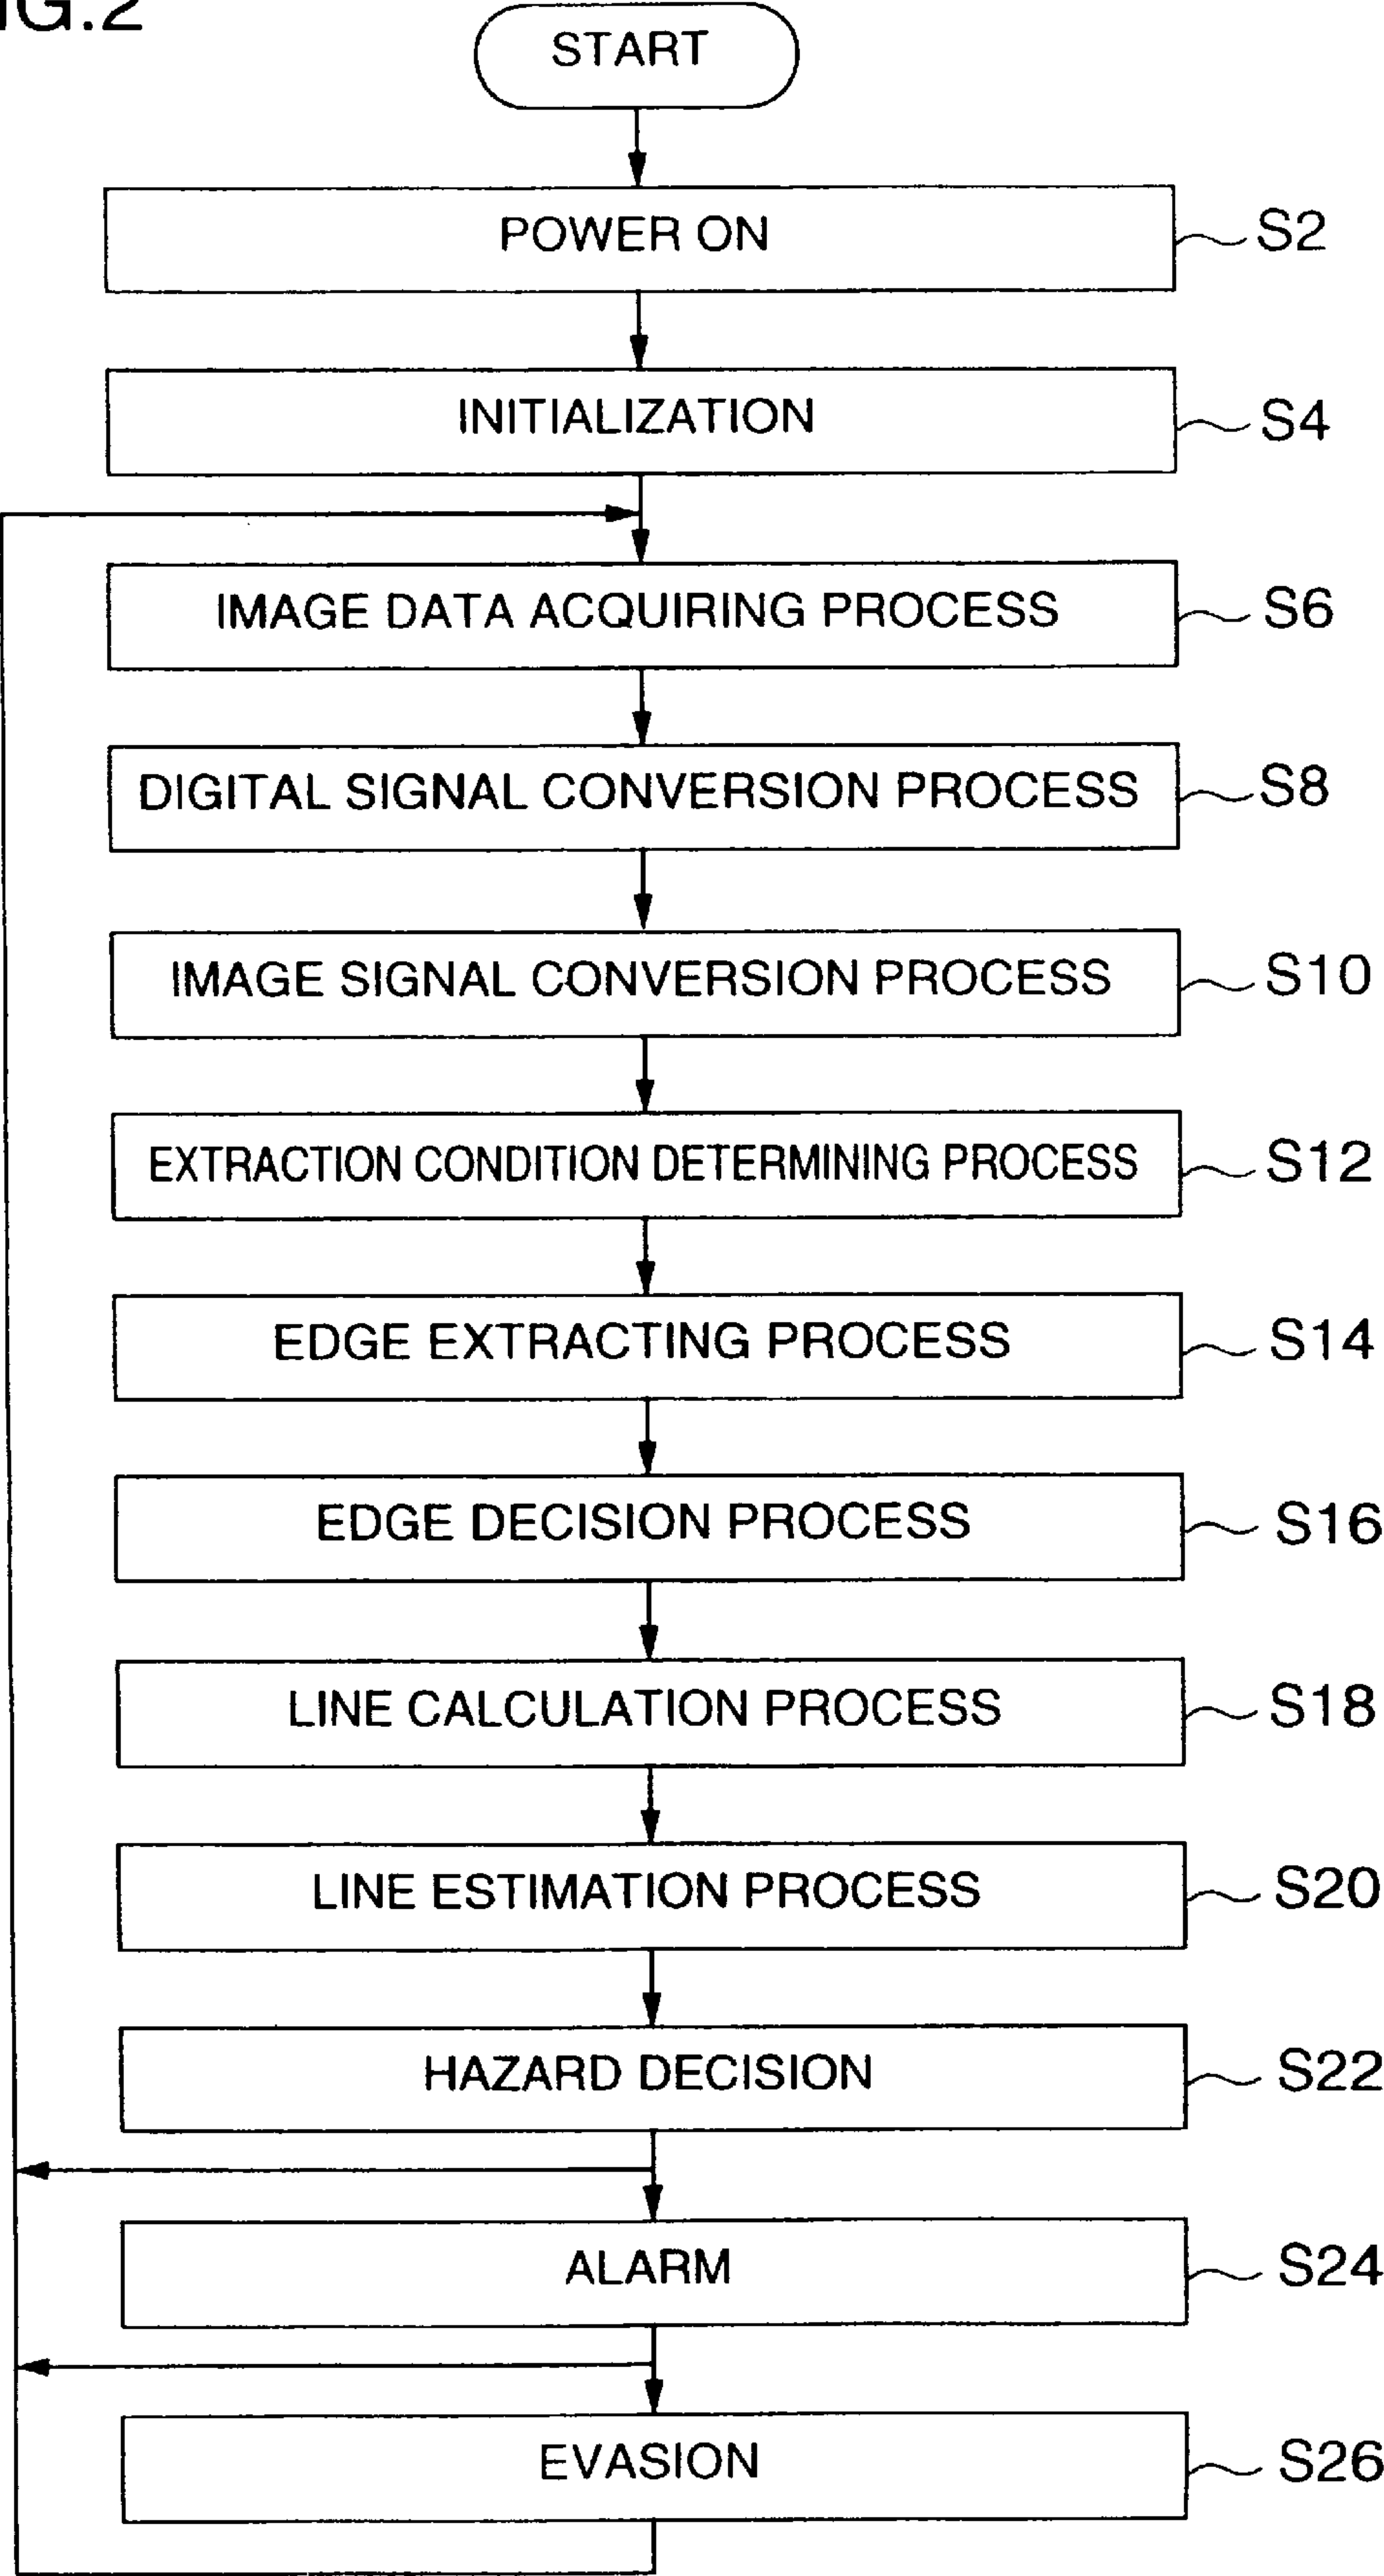 IG.2
START
POWER ON
S2
INITIALIZATION
S4
IMAGE DATA ACQUIRING PROCESS
S6
DIGITAL SIGNAL CONVERSION PROCESS
S8
IMAGE SIGNAL CONVERSION PROCESS
S10
EXTRACTION CONDITION DETERMINING PROCESS
S12
EDGE EXTRACTING PROCESS
S14
EDGE DECISION PROCESS
S16
LINE CALCULATION PROCESS
S18
LINE ESTIMATION PROCESS
S20
HAZARD DECISION
S22
ALARM
S24
EVASION
S26